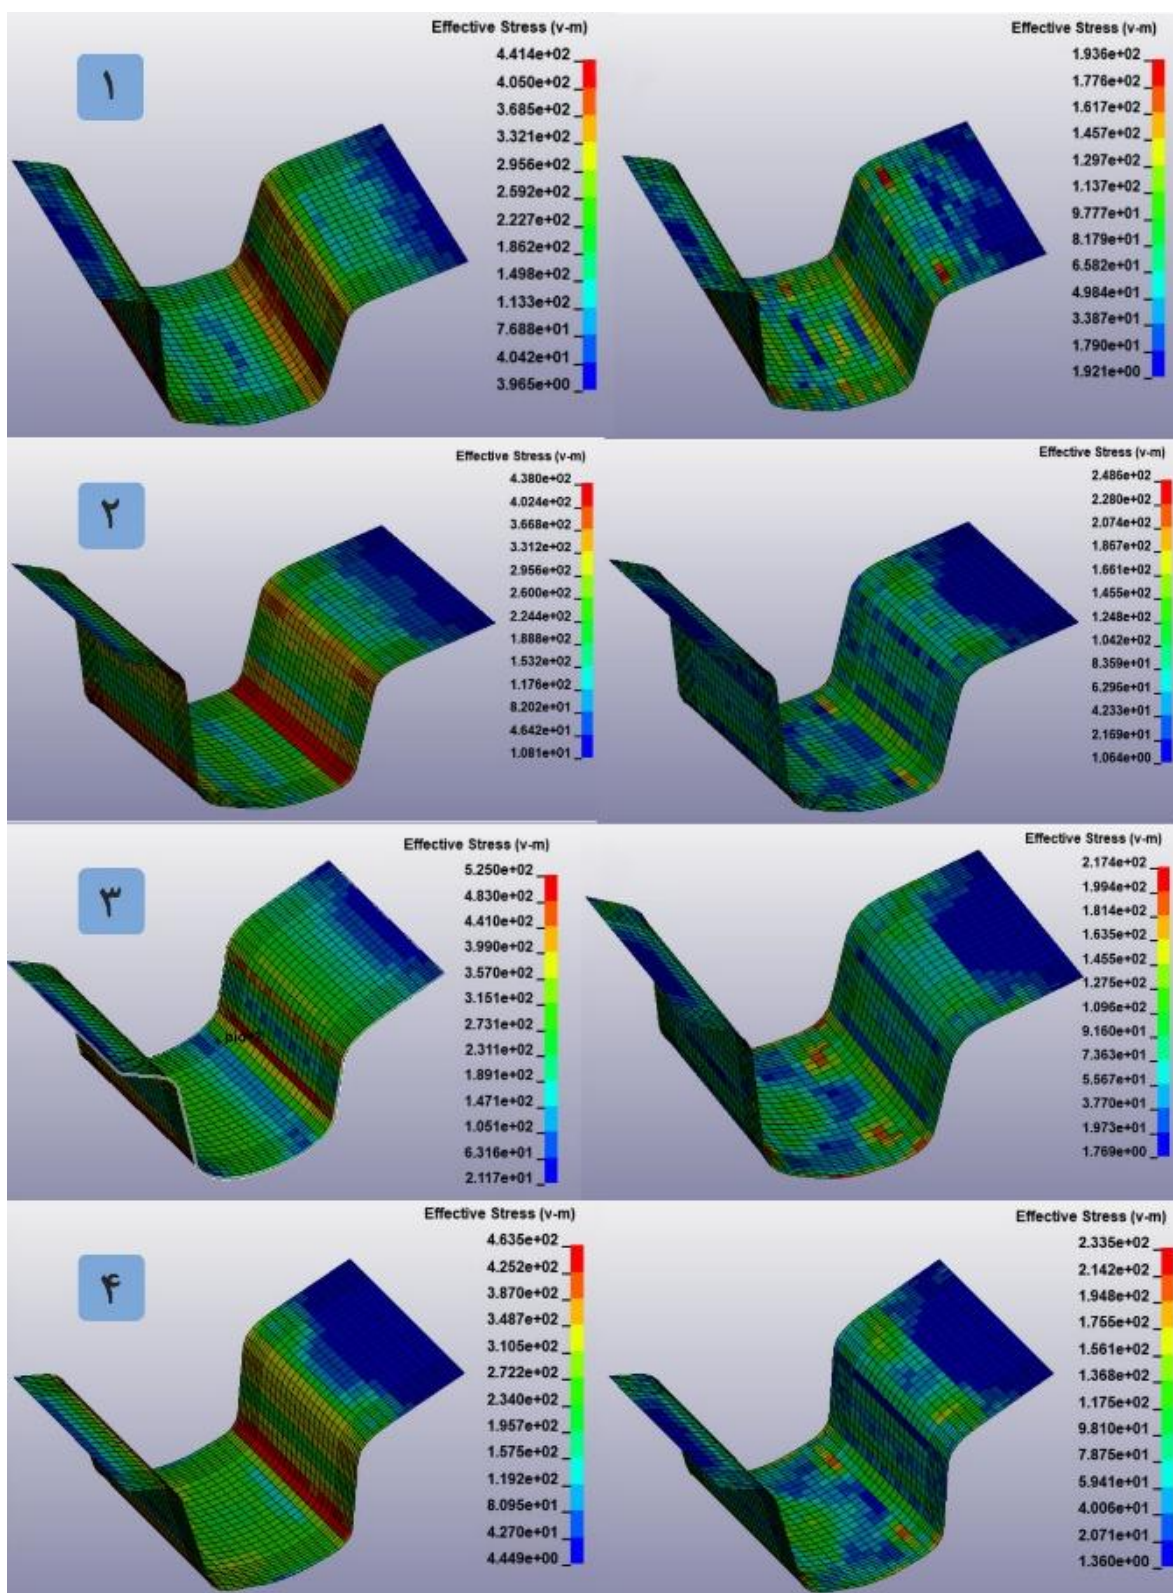 Effective Stress (v-m)
4.414e+02
4.050e+02
3.685e+02
3.321e+02
2.956e+02
2.592e+02
2.227e+02
1.862e+02
1.498e+02
1.133e+02
7.688e+01
4.042e+01
3.965e+00
۱
Effective Stress (v-m)
1.936e+02
1.776e+02
1.617e+02
1.457e+02
1.297e+02
1.137e+02
9.777e+01
8.179e+01
6.582e+01
4.984e+01
3.387e+01
1.790e+01
1.921e+00
Effective Stress (v-m)
4.380e+02
4.024e+02
3.668e+02
3.312e+02
2.956e+02
2.600e+02
2.244e+02
1.888e+02
1.532e+02
1.176e+02
8.202e+01
4.642e+01
1.081e+01
۲
Effective Stress (v-m)
2.486e+02
2.280e+02
2.074e+02
1.867e+02
1.661e+02
1.455e+02
1.248e+02
1.042e+02
8.359e+01
6.296e+01
4.233e+01
2.169e+01
1.064e+00
Effective Stress (v-m)
5.250e+02
4.830e+02
4.410e+02
3.990e+02
3.570e+02
3.151e+02
2.731e+02
2.311e+02
1.891e+02
1.471e+02
1.051e+02
6.316e+01
2.117e+01
۳
Effective Stress (v-m)
2.174e+02
1.994e+02
1.814e+02
1.635e+02
1.455e+02
1.275e+02
1.096e+02
9.160e+01
7.363e+01
5.567e+01
3.770e+01
1.973e+01
1.769e+00
Effective Stress (v-m)
4.635e+02
4.252e+02
3.870e+02
3.487e+02
3.105e+02
2.722e+02
2.340e+02
1.957e+02
1.575e+02
1.192e+02
8.095e+01
4.270e+01
4.449e+00
۴
Effective Stress (v-m)
2.335e+02
2.142e+02
1.948e+02
1.755e+02
1.561e+02
1.368e+02
1.175e+02
9.810e+01
7.875e+01
5.941e+01
4.006e+01
2.071e+01
1.360e+00